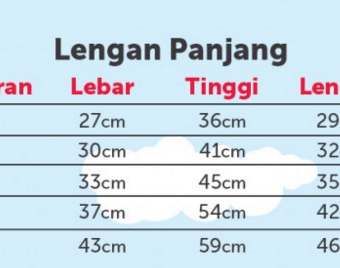 Lengan Panjang
ran Lebar Tinggi Len
27cm 36cm 29
30cm 41cm 32
33cm 45cm 35
37cm 54cm 42
43cm 59cm 46